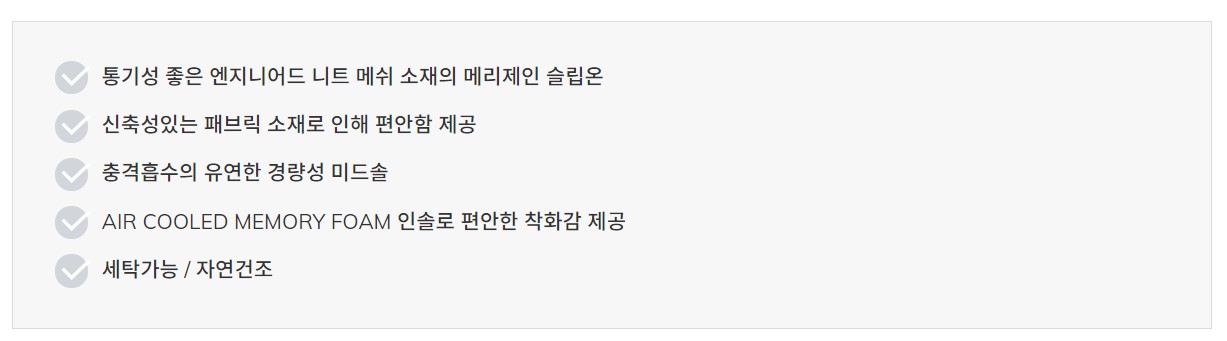 통기성 좋은 엔지니어드 니트 메쉬 소재의 메리제인 슬립온
신축성있는 패브릭 소재로 인해 편안함 제공
충격흡수의 유연한 경량성 미드솔
AIR COOLED MEMORY FOAM 인솔로 편안한 착화감 제공
세탁가능 / 자연건조